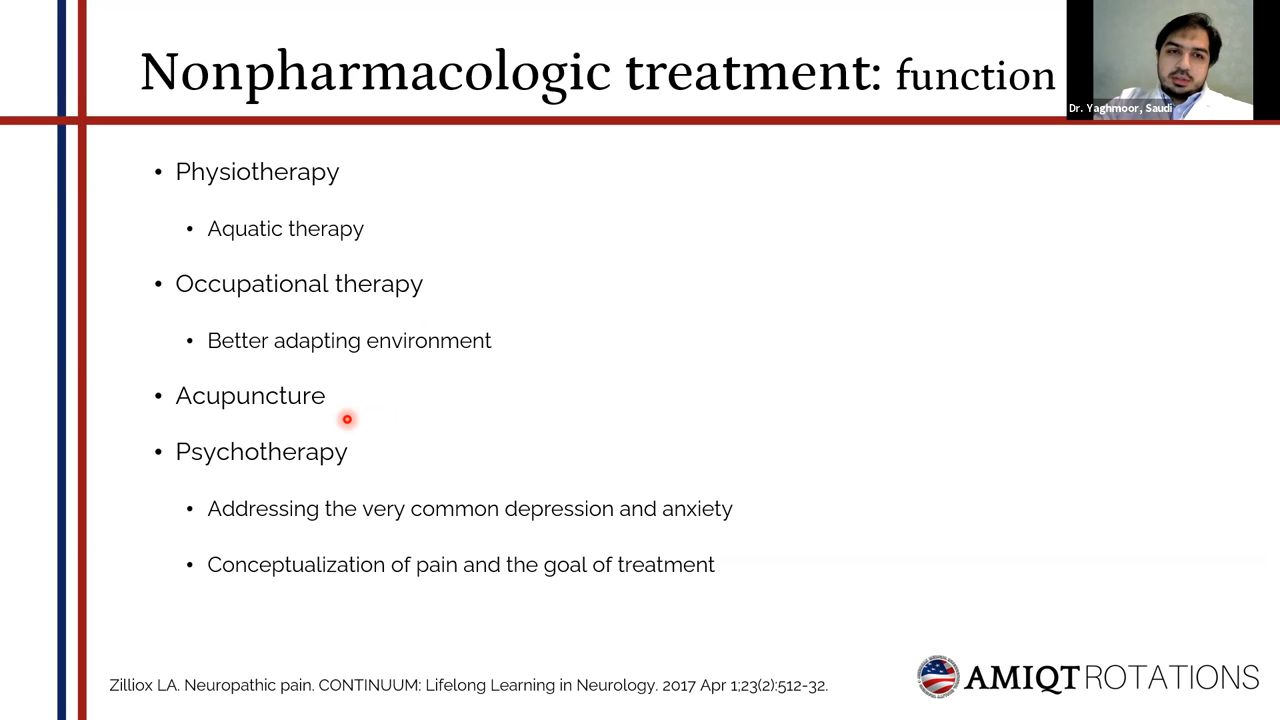 Nonpharmacologic treatment: function
Dr. Yaghmoor, Saudi
• Physiotherapy
• Aquatic therapy
• Occupational therapy
• Better adapting environment
• Acupuncture
• Psychotherapy
• Addressing the very common depression and anxiety
• Conceptualization of pain and the goal of treatment
Zilliox LA. Neuropathic pain. CONTINUUM: Lifelong Learning in Neurology. 2017 Apr 1;23(2):512-32.
AMIQT ROTATIONS